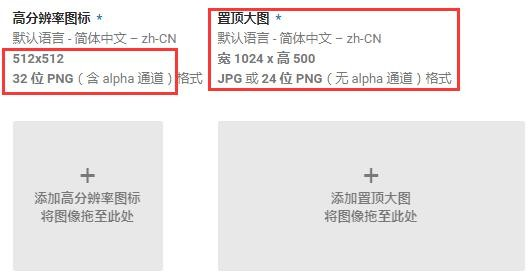 高分辨率图标 *
默认语言 - 简体中文 – zh-CN
512x512
32 位 PNG（含 alpha 通道）格式
添加高分辨率图标
将图像拖至此处
置顶大图 *
默认语言 - 简体中文 – zh-CN
宽 1024 x 高 500
JPG 或 24 位 PNG（无 alpha 通道）格式
添加置顶大图
将图像拖至此处